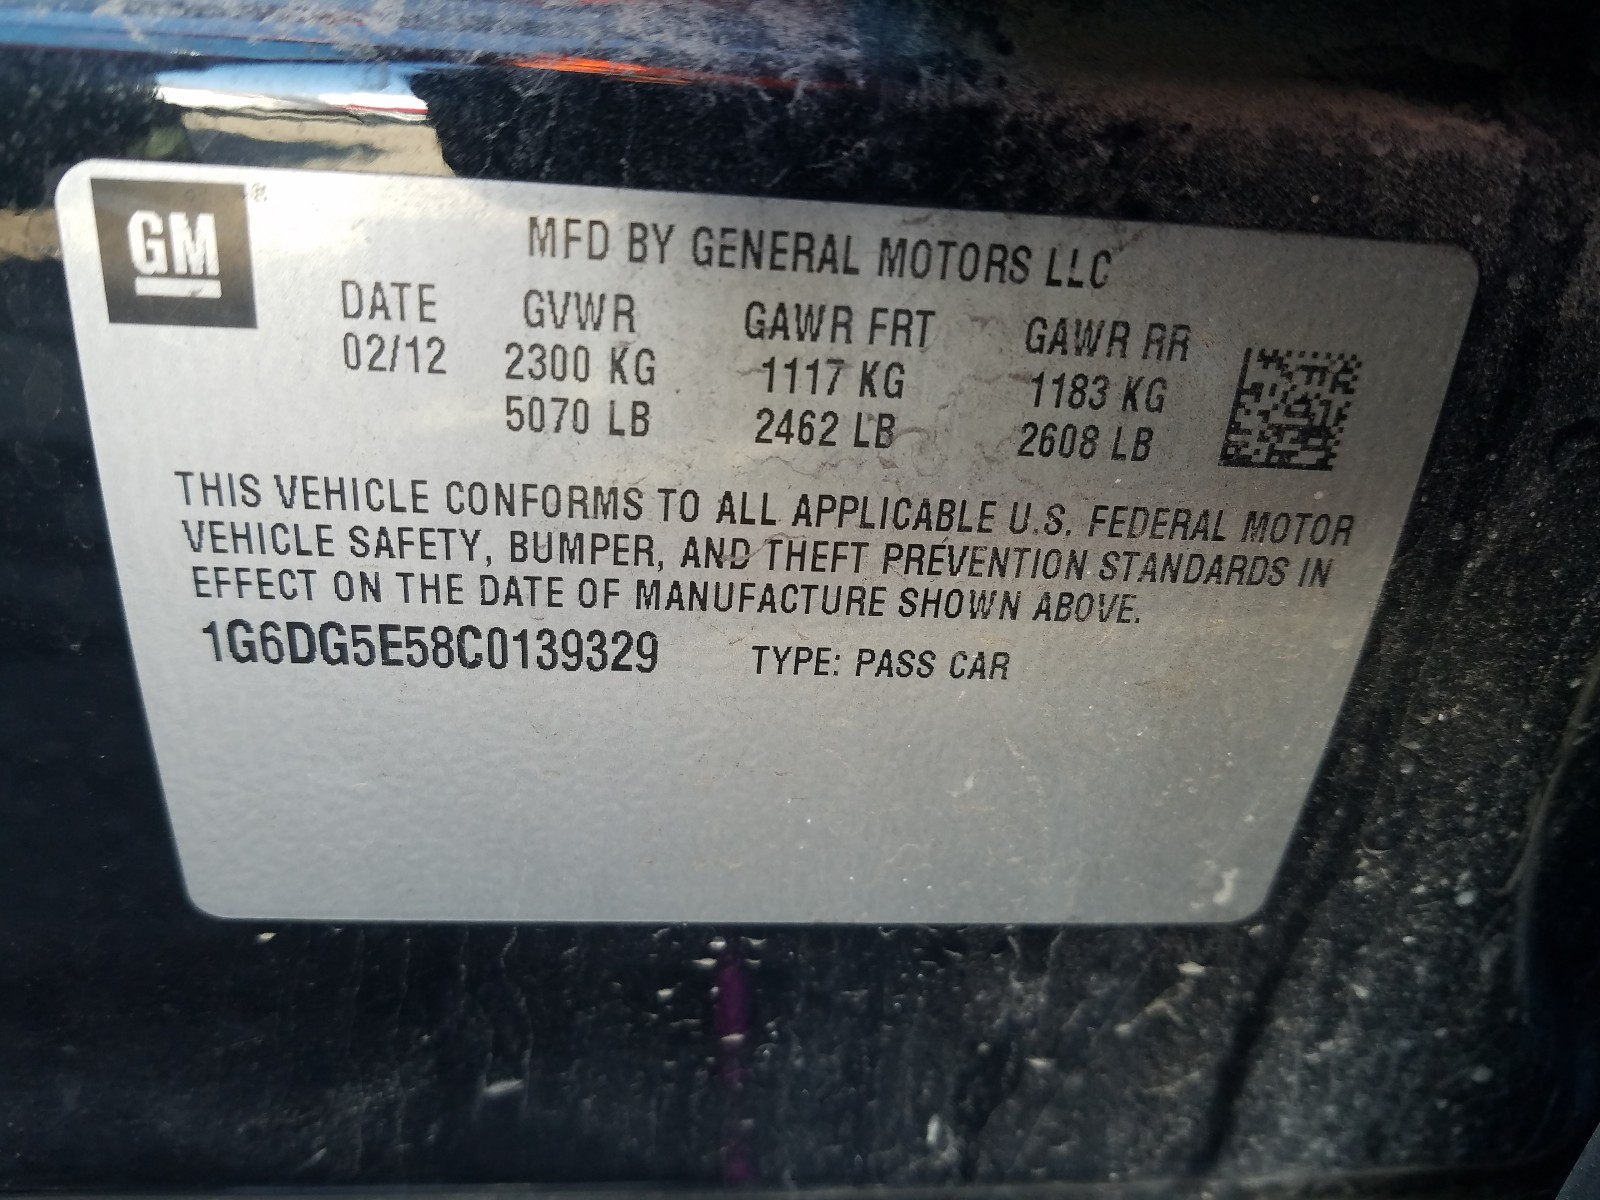 GM
MFD BY GENERAL MOTORS LLC
DATE GVWR GAWR FRT GAWR RR
02/12 2300 KG 1117 KG 1183 KG
5070 LB 2462 LB 2608 LB
THIS VEHICLE CONFORMS TO ALL APPLICABLE U.S. FEDERAL MOTOR
VEHICLE SAFETY, BUMPER, AND THEFT PREVENTION STANDARDS IN
EFFECT ON THE DATE OF MANUFACTURE SHOWN ABOVE.
1G6DG5E58C0139329 TYPE: PASS CAR